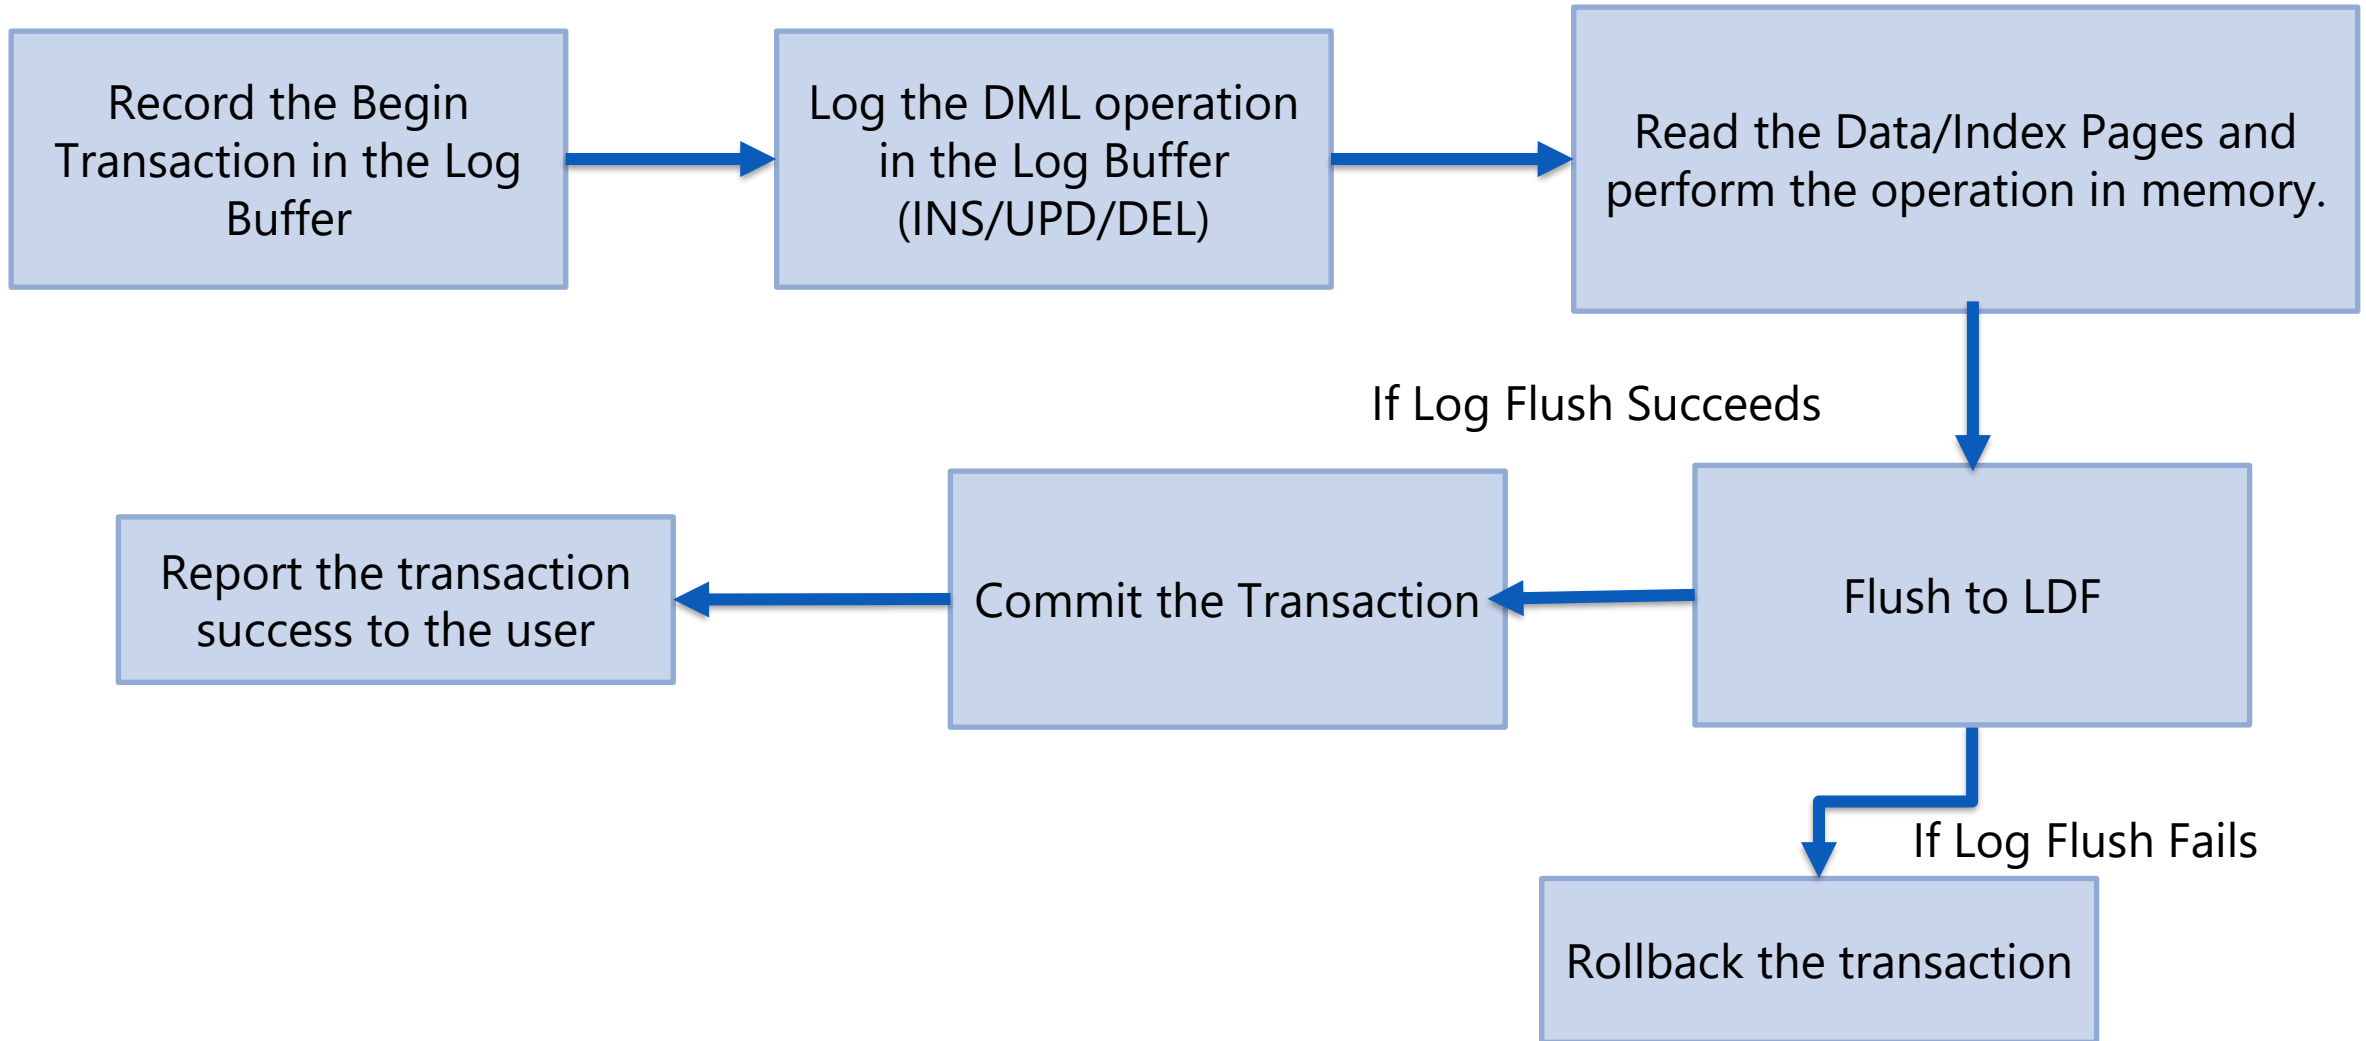 Record the Begin
Transaction in the Log
Buffer
Log the DML operation
in the Log Buffer
(INS/UPD/DEL)
Read the Data/Index Pages and
perform the operation in memory.
If Log Flush Succeeds
Flush to LDF
Commit the Transaction
Report the transaction
success to the user
If Log Flush Fails
Rollback the transaction